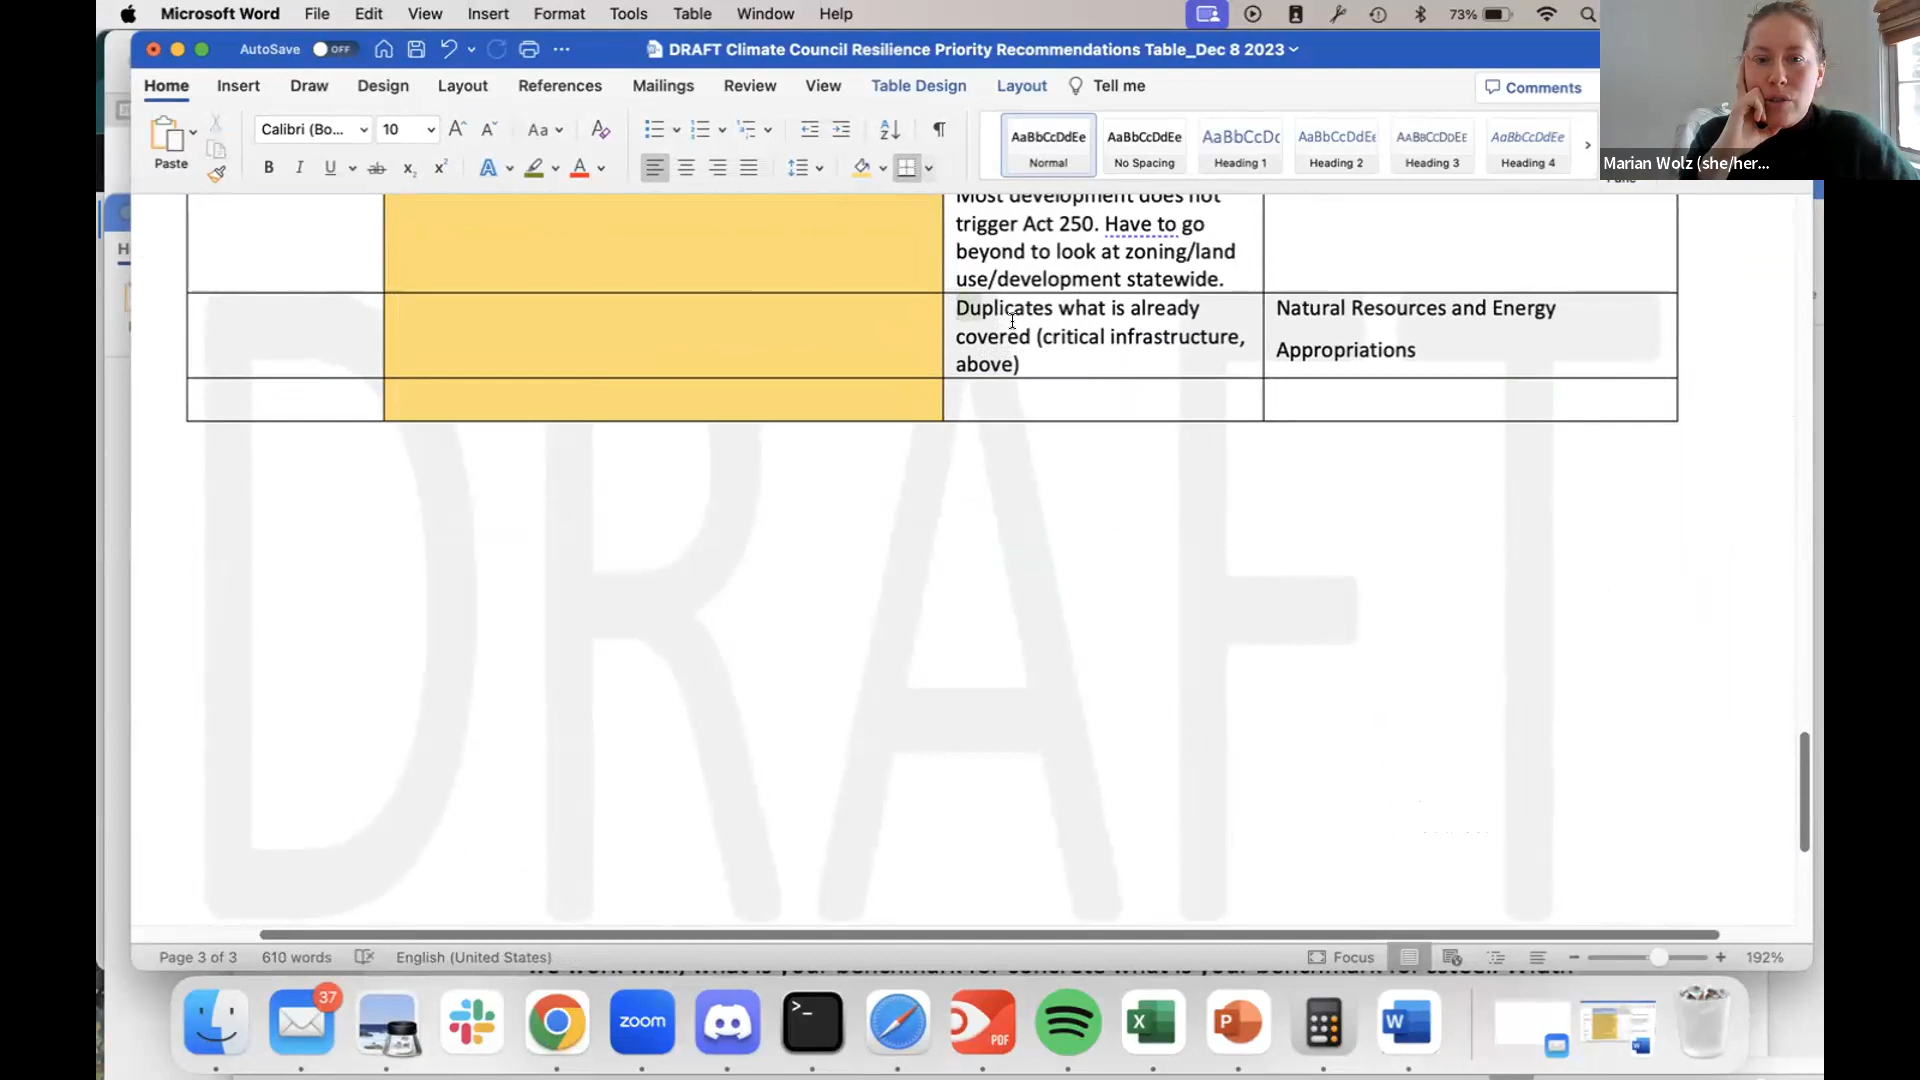 Microsoft Word File Edit View Insert Format Tools Table Window Help 73%
AutoSave OFF DRAFT Climate Council Resilience Priority Recommendations Table_Dec 8 2023
Home Insert Draw Design Layout References Mailings Review View Table Design Layout Tell me Comments
Paste Calibri (Bo... 10 Aa
AaBbCcDdEe AaBbCcDdEe AaBbCcDc AaBbCcDdEe AaBbCcDdEe AaBbCcDdEe
Normal No Spacing Heading 1 Heading 2 Heading 3 Heading 4
Marian Wolz (she/her...
Most development does not
trigger Act 250. Have to go
beyond to look at zoning/land
use/development statewide.
Duplicates what is already
covered (critical infrastructure,
above)
Natural Resources and Energy
Appropriations
DRAFT
Page 3 of 3 610 words English (United States) Focus 192%
37
zoom
PDF